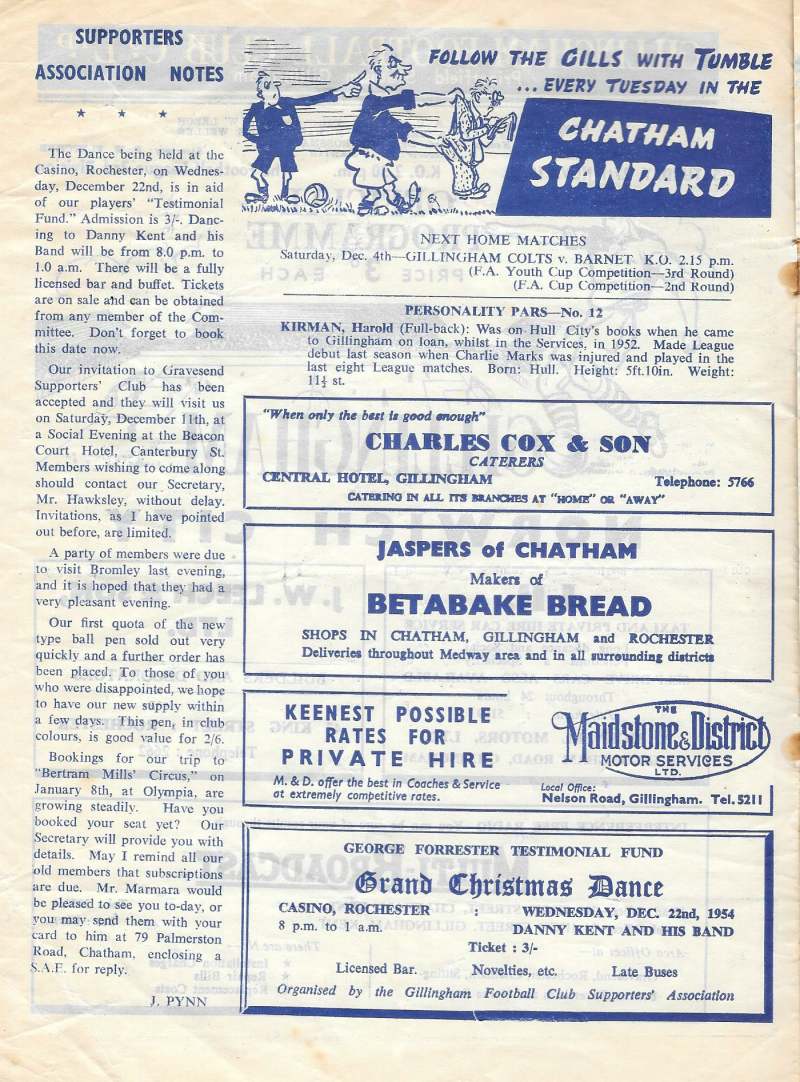 SUPPORTERS
ASSOCIATION NOTES
★ ★ ★
The Dance being held at the
Casino, Rochester, on Wednes-
day, December 22nd, is in aid
of our players' "Testimonial
Fund." Admission is 3/-. Danc-
ing to Danny Kent and his
Band will be from 8.0 p.m. to
1.0 a.m. There will be a fully
licensed bar and buffet. Tickets
are on sale and can be obtained
from any member of the Com-
mittee. Don't forget to book
this date now.
Our invitation to Gravesend
Supporters' Club has been
accepted and they will visit us
on Saturday, December 11th, at
a Social Evening at the Beacon
Court Hotel, Canterbury St.
Members wishing to come along
should contact our Secretary,
Mr. Hawksley, without delay.
Invitations, as I have pointed
out before, are limited.
A party of members were due
to visit Bromley last evening,
and it is hoped that they had a
very pleasant evening.
Our first quota of the new
type ball pen sold out very
quickly and a further order has
been placed. To those of you
who were disappointed, we hope
to have our new supply within
a few days. This pen, in club
colours, is good value for 2/6.
Bookings for our trip to
"Bertram Mills' Circus," on
January 8th, at Olympia, are
growing steadily. Have you
booked your seat yet? Our
Secretary will provide you with
details. May I remind all our
old members that subscriptions
are due. Mr. Marmara would
be pleased to see you to-day, or
you may send them with your
card to him at 79 Palmerston
Road, Chatham, enclosing a
S.A.E. for reply.
J. PYNN
FOLLOW THE GILLS WITH TUMBLE
... EVERY TUESDAY IN THE
CHATHAM
STANDARD
NEXT HOME MATCHES
Saturday, Dec. 4th—GILLINGHAM COLTS v. BARNET K.O. 2.15 p.m.
(F.A. Youth Cup Competition—3rd Round)
(F.A. Cup Competition—2nd Round)
PERSONALITY PARS—No. 12
KIRMAN, Harold (Full-back): Was on Hull City's books when he came
to Gillingham on loan, whilst in the Services, in 1952. Made League
debut last season when Charlie Marks was injured and played in the
last eight League matches. Born: Hull. Height: 5ft.10in. Weight:
11½ st.
"When only the best is good enough"
CHARLES COX & SON
CATERERS
CENTRAL HOTEL, GILLINGHAM Telephone: 5766
CATERING IN ALL ITS BRANCHES AT "HOME" OR "AWAY"
JASPERS of CHATHAM
Makers of
BETABAKE BREAD
SHOPS IN CHATHAM, GILLINGHAM and ROCHESTER
Deliveries throughout Medway area and in all surrounding districts
KEENEST POSSIBLE
RATES FOR
PRIVATE HIRE
M. & D. offer the best in Coaches & Service
at extremely competitive rates.
THE
Maidstone & District
MOTOR SERVICES
LTD.
Local Office:
Nelson Road, Gillingham. Tel. 5211
GEORGE FORRESTER TESTIMONIAL FUND
Grand Christmas Dance
CASINO, ROCHESTER WEDNESDAY, DEC. 22nd, 1954
8 p.m. to 1 a.m. DANNY KENT AND HIS BAND
Ticket : 3/-
Licensed Bar. Novelties, etc. Late Buses
Organised by the Gillingham Football Club Supporters' Association